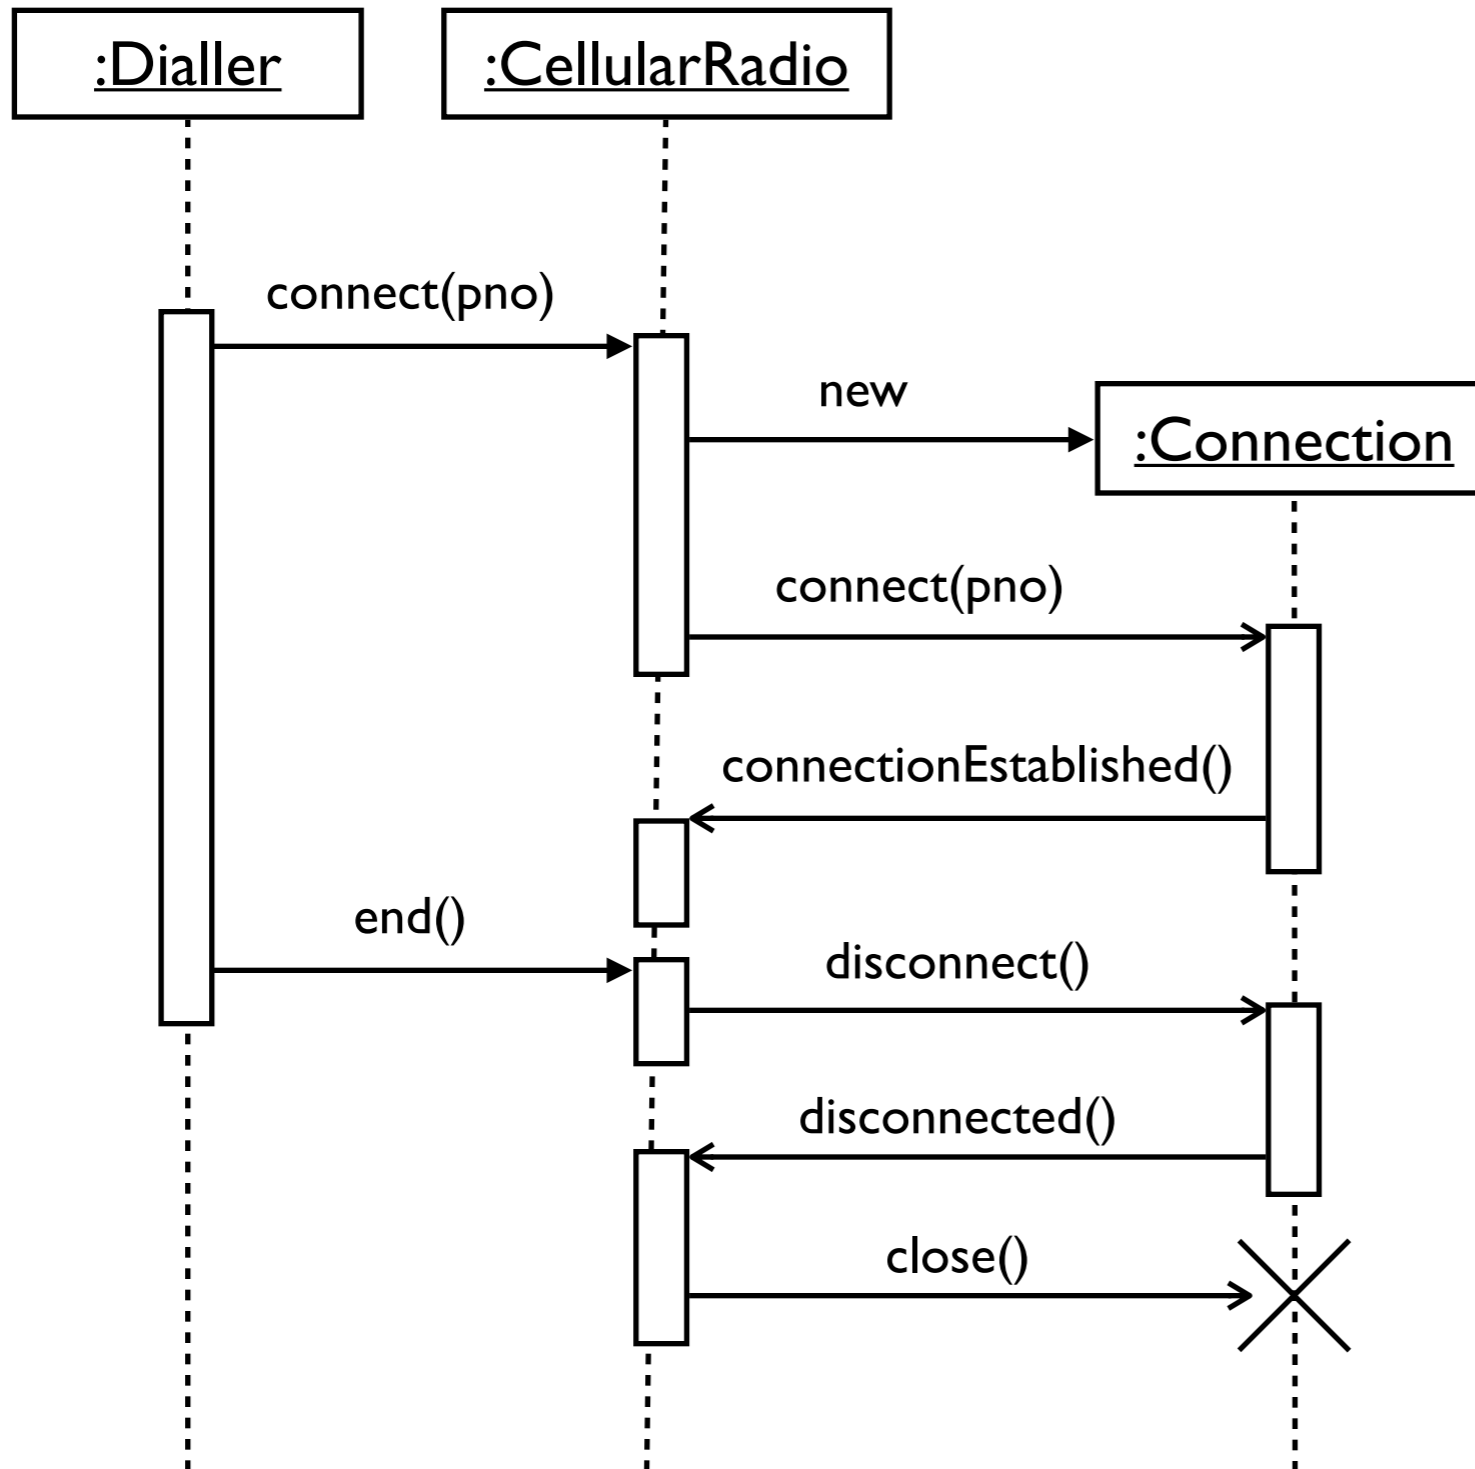 :Dialler
:CellularRadio
connect(pno)
new
:Connection
connect(pno)
connectionEstablished()
end()
disconnect()
disconnected()
close()